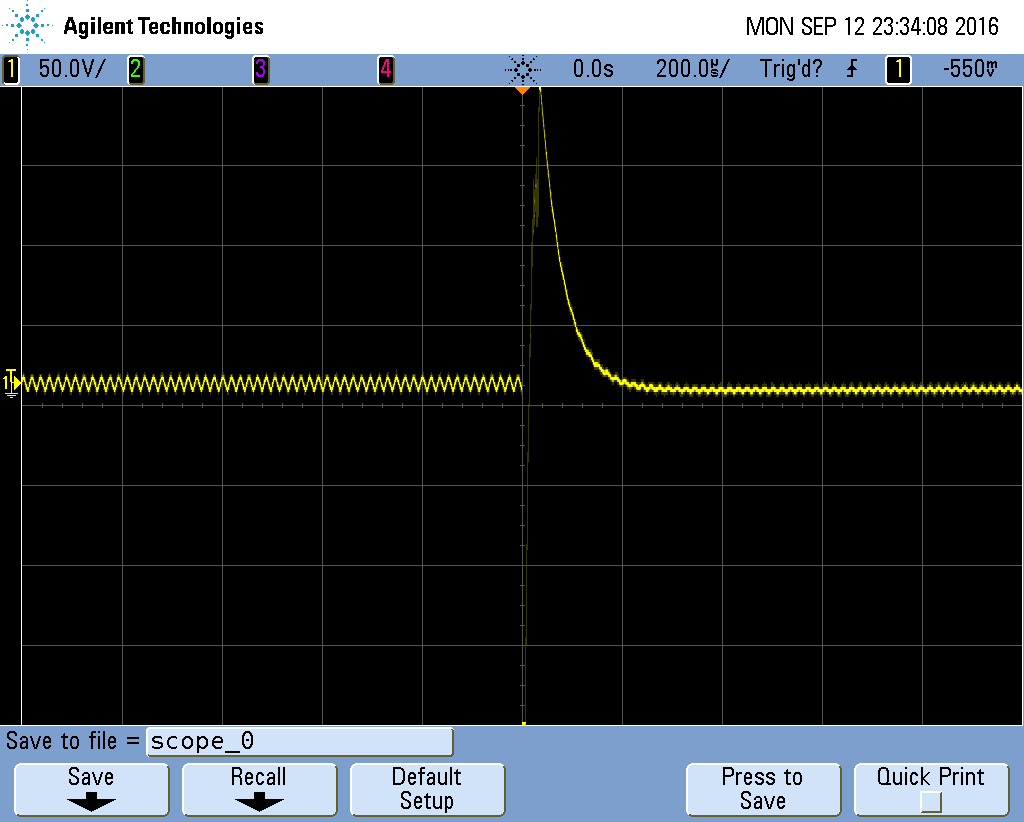 Agilent Technologies MON SEP 12 23:34:08 2016
1 50.0V/ 2 3 4 0.0s 200.0µs/ Trig'd? 1 -550mV
T
1
Save to file = scope_0
Save Recall Default Setup Press to Save Quick Print